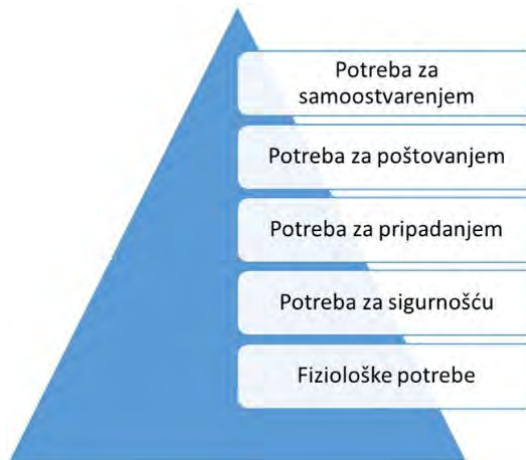 Potreba za
samoostvarenjem
Potreba za poštovanjem
Potreba za pripadanjem
Potreba za sigurnošću
Fiziološke potrebe